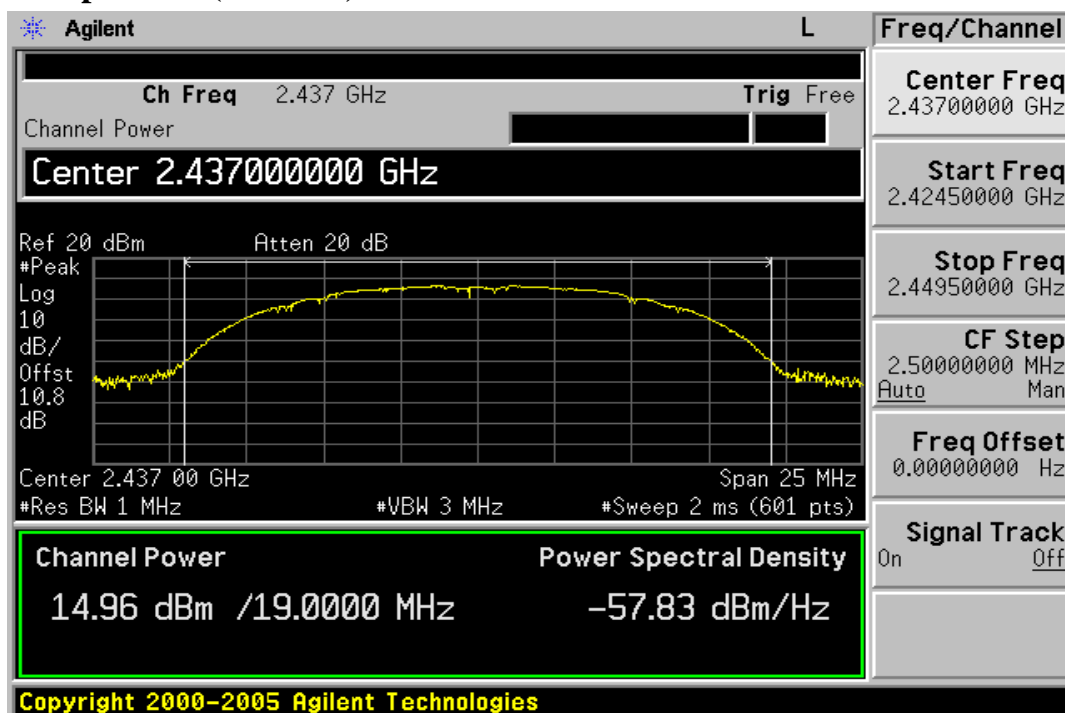 Agilent L Freq/Channel
Ch Freq 2.437 GHz Trig Free
Channel Power
Center 2.437000000 GHz
Ref 20 dBm Atten 20 dB
#Peak
Log
10
dB/
Offst
10.8
dB
Center 2.437 00 GHz Span 25 MHz
#Res BW 1 MHz #VBW 3 MHz #Sweep 2 ms (601 pts)
Channel Power Power Spectral Density
14.96 dBm /19.0000 MHz -57.83 dBm/Hz
Copyright 2000-2005 Agilent Technologies
Center Freq
2.43700000 GHz
Start Freq
2.42450000 GHz
Stop Freq
2.44950000 GHz
CF Step
2.50000000 MHz
Auto Man
Freq Offset
0.00000000 Hz
Signal Track
On Off